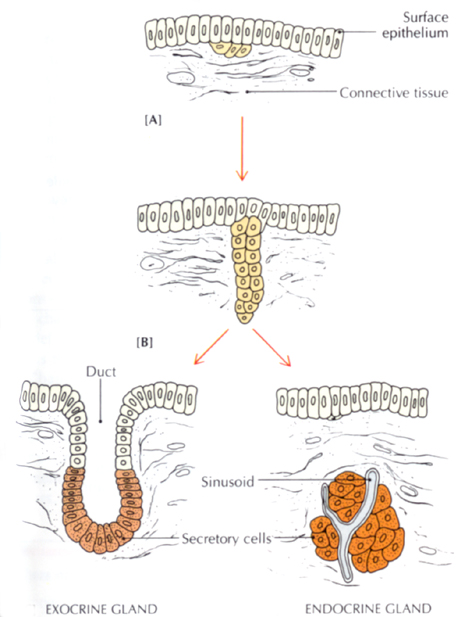 Surface
epithelium
Connective tissue
[A]
[B]
Duct
Sinusoid
Secretory cells
EXOCRINE GLAND
ENDOCRINE GLAND